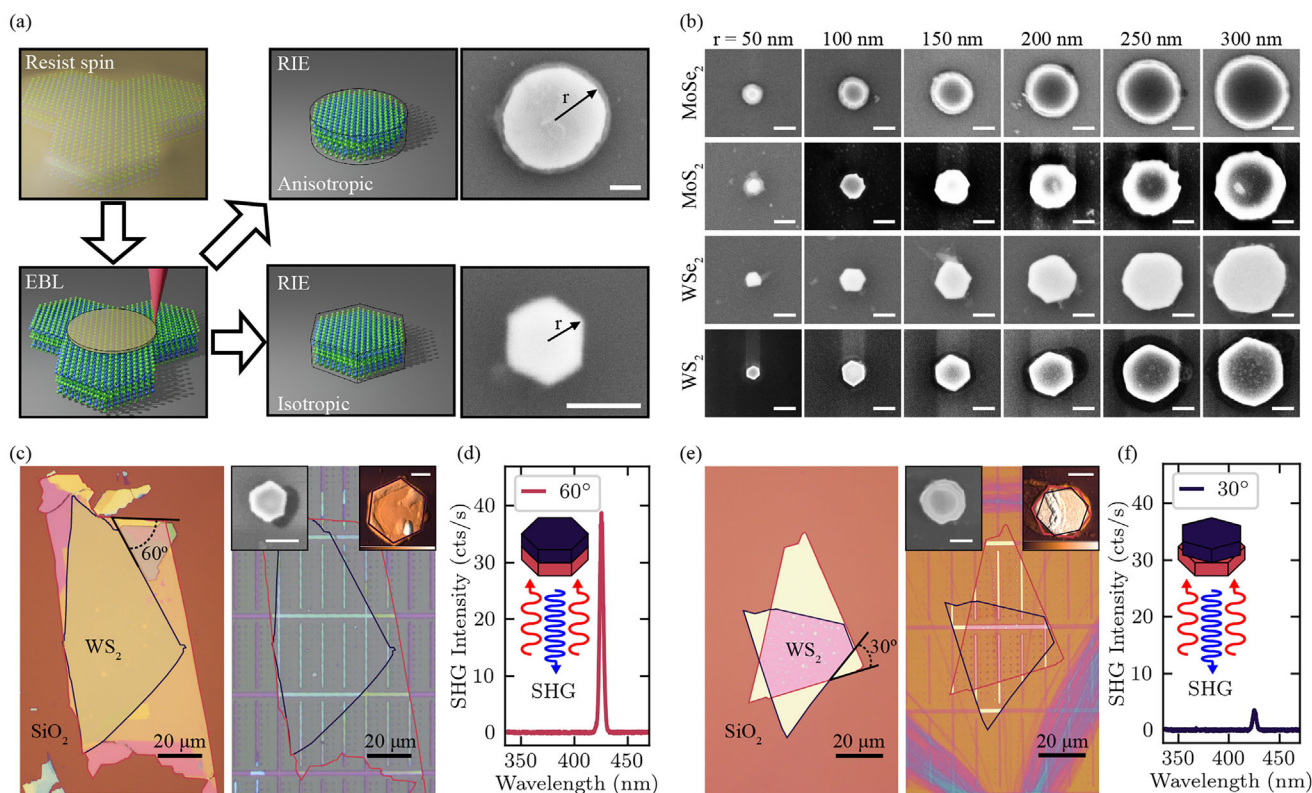 (a)
Resist spin
RIE
Anisotropic
r
EBL
RIE
Isotropic
r
(b)
r = 50 nm 100 nm 150 nm 200 nm 250 nm 300 nm
MoSe₂
MoS₂
WSe₂
WS₂
(c)
60º
WS₂
SiO₂
20 μm
20 μm
(d)
60°
SHG
SHG Intensity (cts/s)
40
30
20
10
0
350 400 450
Wavelength (nm)
(e)
WS₂
30º
SiO₂
20 μm
20 μm
(f)
30°
SHG
SHG Intensity (cts/s)
40
30
20
10
0
350 400 450
Wavelength (nm)